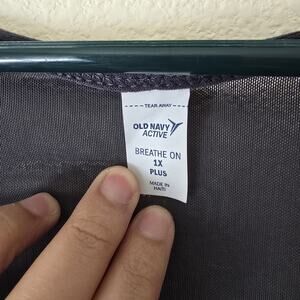 TEAR AWAY
OLD NAVY
ACTIVE
BREATHE ON
1X
PLUS
MADE IN
HAITI